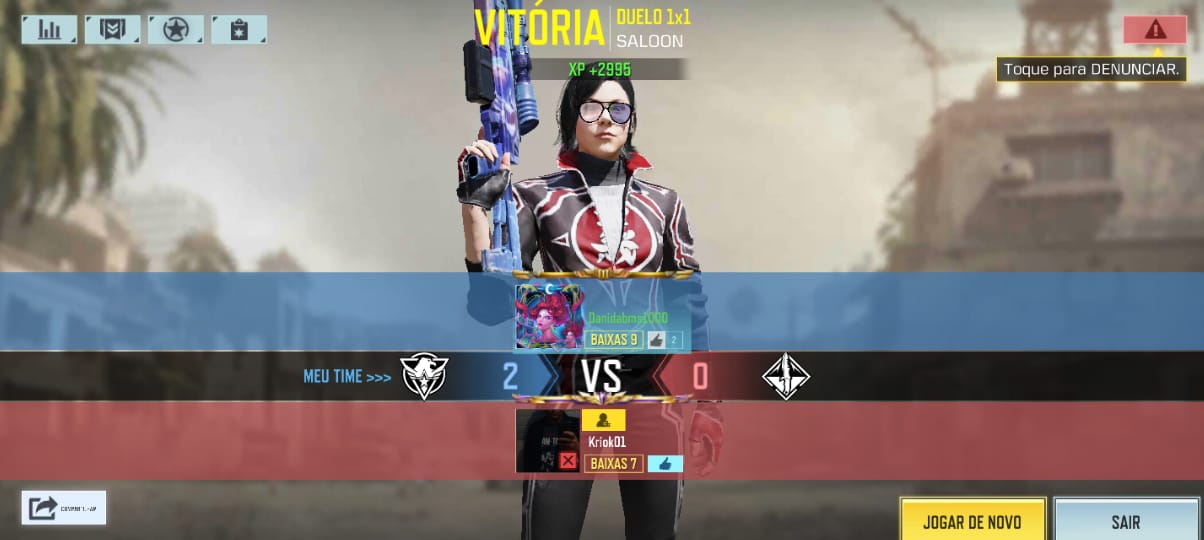 VITÓRIA
DUELO 1x1
SALOON
XP +2995
Toque para DENUNCIAR.
Danidabms1000
BAIXAS 9
2
MEU TIME >>>
2
VS
0
Kriok01
BAIXAS 7
JOGAR DE NOVO
SAIR